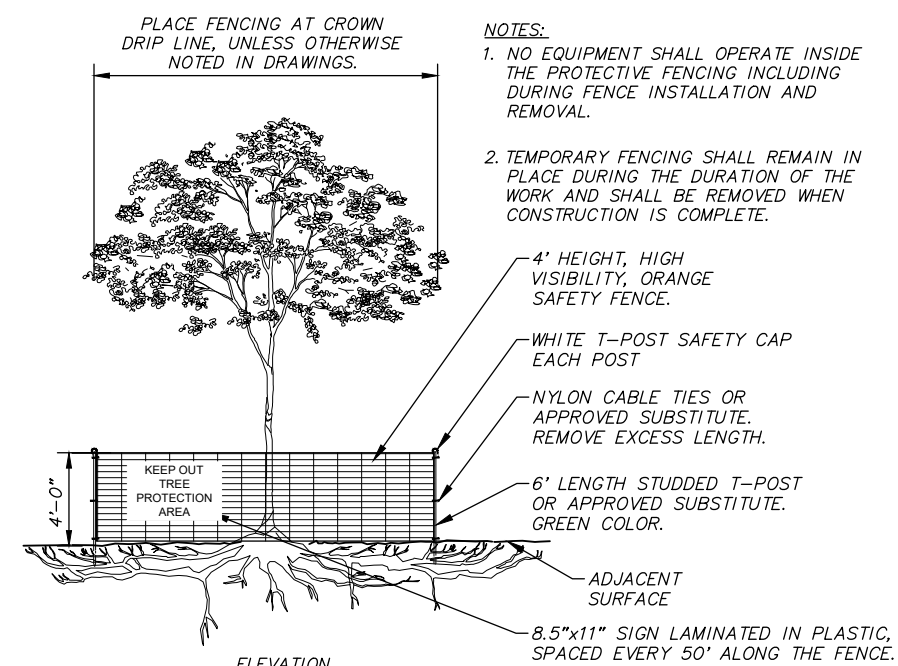 PLACE FENCING AT CROWN
DRIP LINE, UNLESS OTHERWISE
NOTED IN DRAWINGS.
NOTES:
1. NO EQUIPMENT SHALL OPERATE INSIDE
THE PROTECTIVE FENCING INCLUDING
DURING FENCE INSTALLATION AND
REMOVAL.
2. TEMPORARY FENCING SHALL REMAIN IN
PLACE DURING THE DURATION OF THE
WORK AND SHALL BE REMOVED WHEN
CONSTRUCTION IS COMPLETE.
4' HEIGHT, HIGH
VISIBILITY, ORANGE
SAFETY FENCE.
WHITE T-POST SAFETY CAP
EACH POST
NYLON CABLE TIES OR
APPROVED SUBSTITUTE.
REMOVE EXCESS LENGTH.
6' LENGTH STUDDED T-POST
OR APPROVED SUBSTITUTE.
GREEN COLOR.
ADJACENT
SURFACE
8.5"x11" SIGN LAMINATED IN PLASTIC,
SPACED EVERY 50' ALONG THE FENCE.
4'-0"
KEEP OUT
TREE
PROTECTION
AREA
ELEVATION